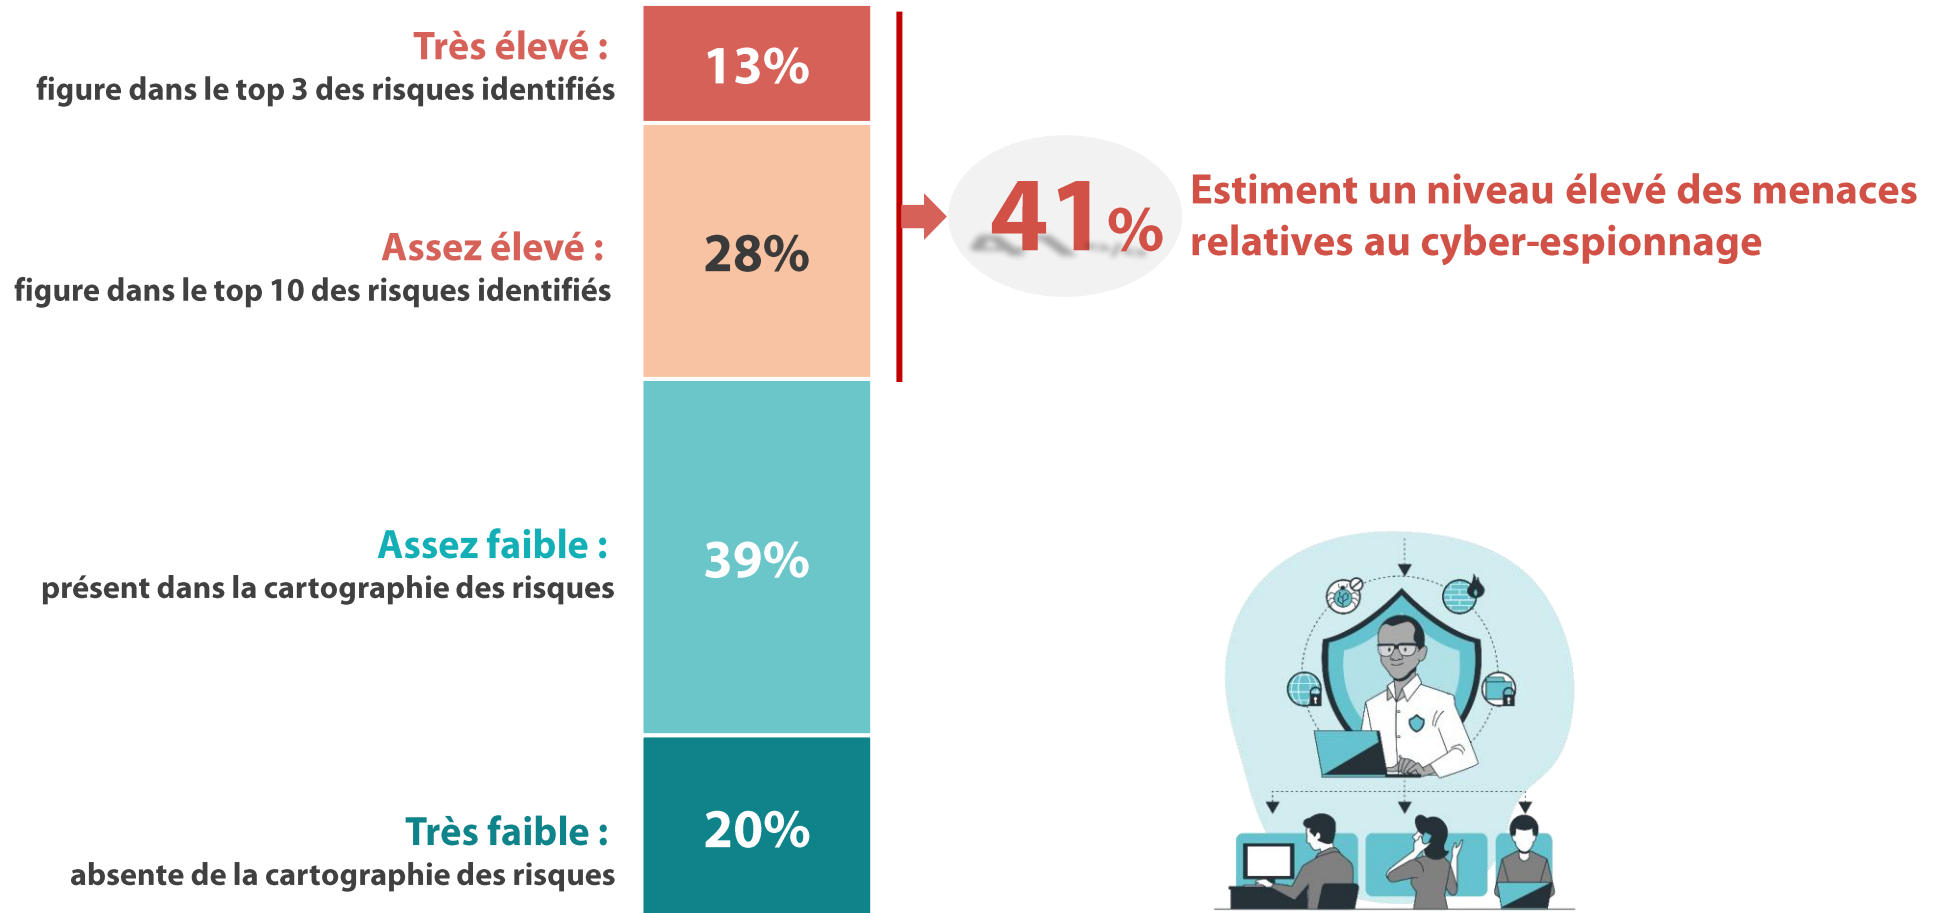 Très élevé :
figure dans le top 3 des risques identifiés
13%
Assez élevé :
figure dans le top 10 des risques identifiés
28%
41%
Estiment un niveau élevé des menaces
relatives au cyber-espionnage
Assez faible :
présent dans la cartographie des risques
39%
Très faible :
absente de la cartographie des risques
20%